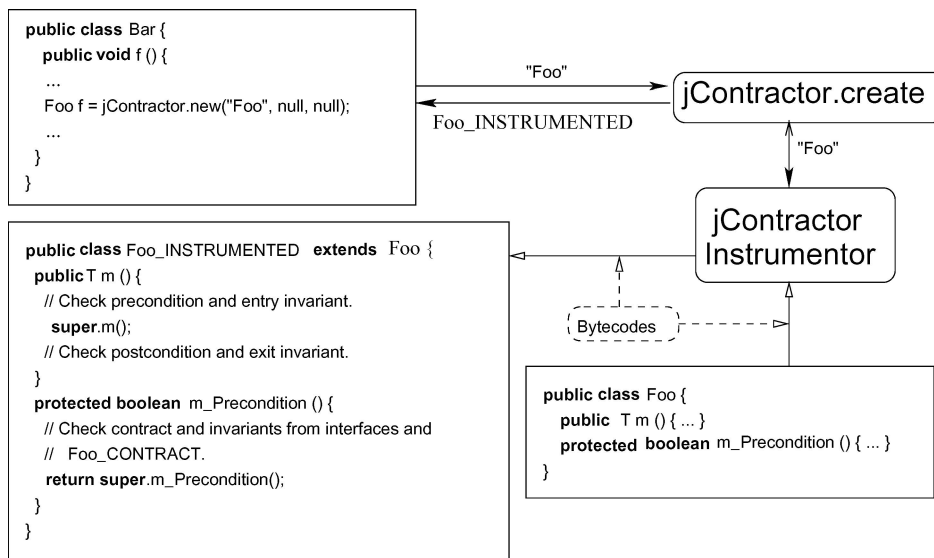 public class Bar {
public void f () {
...
Foo f = jContractor.new("Foo", null, null);
...
}
}
"Foo"
Foo_INSTRUMENTED
jContractor.create
"Foo"
jContractor
Instrumentor
public class Foo_INSTRUMENTED extends Foo {
public T m () {
// Check precondition and entry invariant.
super.m();
// Check postcondition and exit invariant.
}
protected boolean m_Precondition () {
// Check contract and invariants from interfaces and
// Foo_CONTRACT.
return super.m_Precondition();
}
}
Bytecodes
public class Foo {
public T m () { ... }
protected boolean m_Precondition () { ... }
}